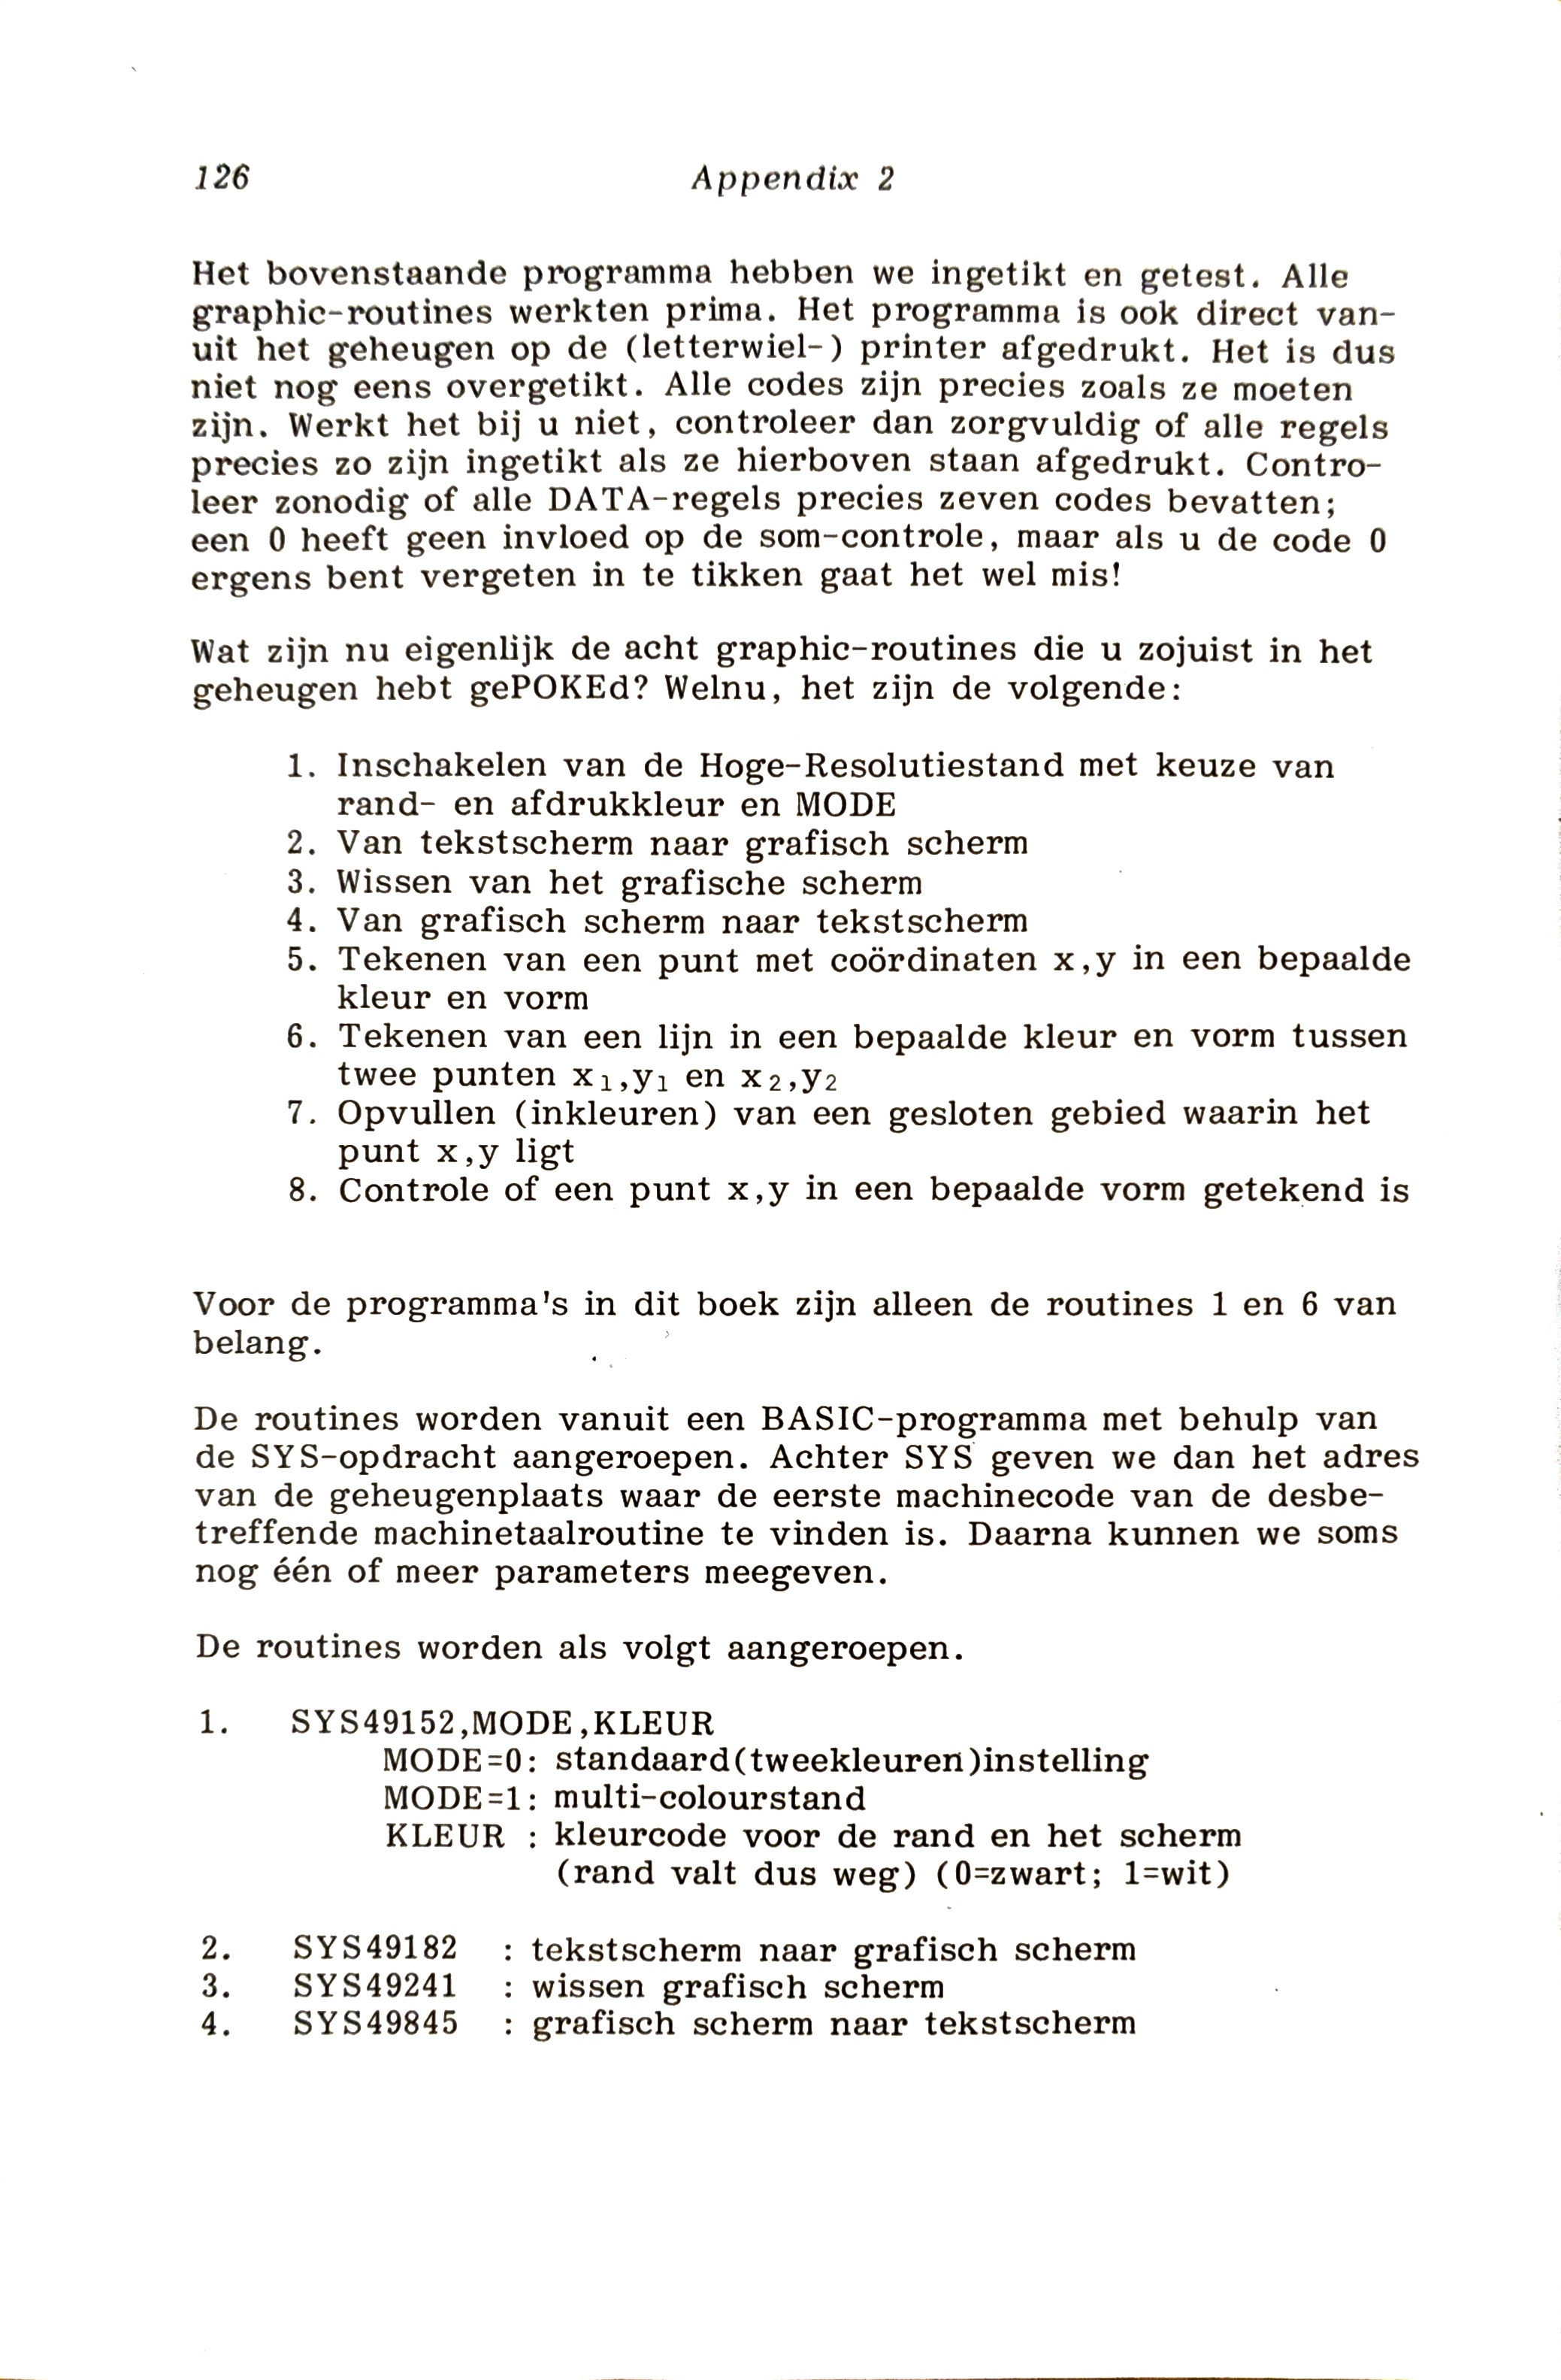 126 Appendix 2
Het bovenstaande programma hebben we ingetikt en getest. Alle
graphic-routines werkten prima. Het programma is ook direct van-
uit het geheugen op de (letterwiel-) printer afgedrukt. Het is dus
niet nog eens overgetikt. Alle codes zijn precies zoals ze moeten
zijn. Werkt het bij u niet, controleer dan zorgvuldig of alle regels
precies zo zijn ingetikt als ze hierboven staan afgedrukt. Contro-
leer zonodig of alle DATA-regels precies zeven codes bevatten;
een 0 heeft geen invloed op de som-controle, maar als u de code 0
ergens bent vergeten in te tikken gaat het wel mis!
Wat zijn nu eigenlijk de acht graphic-routines die u zojuist in het
geheugen hebt gePOKEd? Welnu, het zijn de volgende:
1. Inschakelen van de Hoge-Resolutiestand met keuze van
rand- en afdrukkleur en MODE
2. Van tekstscherm naar grafisch scherm
3. Wissen van het grafische scherm
4. Van grafisch scherm naar tekstscherm
5. Tekenen van een punt met coördinaten x,y in een bepaalde
kleur en vorm
6. Tekenen van een lijn in een bepaalde kleur en vorm tussen
twee punten x₁,y₁ en x₂,y₂
7. Opvullen (inkleuren) van een gesloten gebied waarin het
punt x,y ligt
8. Controle of een punt x,y in een bepaalde vorm getekend is
Voor de programma's in dit boek zijn alleen de routines 1 en 6 van
belang.
De routines worden vanuit een BASIC-programma met behulp van
de SYS-opdracht aangeroepen. Achter SYS geven we dan het adres
van de geheugenplaats waar de eerste machinecode van de desbe-
treffende machinetaalroutine te vinden is. Daarna kunnen we soms
nog één of meer parameters meegeven.
De routines worden als volgt aangeroepen.
1. SYS49152,MODE,KLEUR
MODE=0: standaard(tweekleuren)instelling
MODE=1: multi-colourstand
KLEUR : kleurcode voor de rand en het scherm
(rand valt dus weg) (0=zwart; 1=wit)
2. SYS49182 : tekstscherm naar grafisch scherm
3. SYS49241 : wissen grafisch scherm
4. SYS49845 : grafisch scherm naar tekstscherm